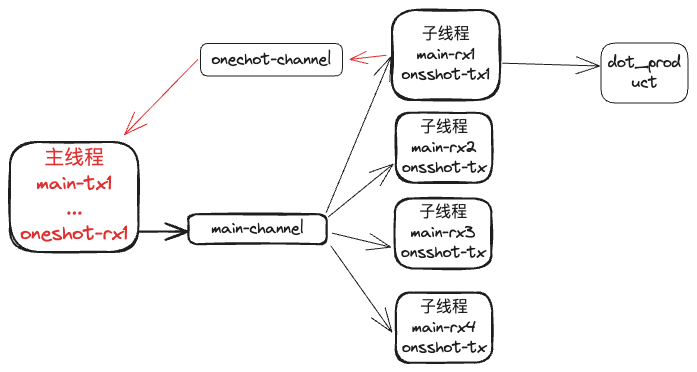 onechot-channel
子线程
main-rx1
onsshot-tx1
dot_prod
uct
主线程
main-tx1
...
oneshot-rx1
main-channel
子线程
main-rx2
onsshot-tx
子线程
main-rx3
onsshot-tx
子线程
main-rx4
onsshot-tx